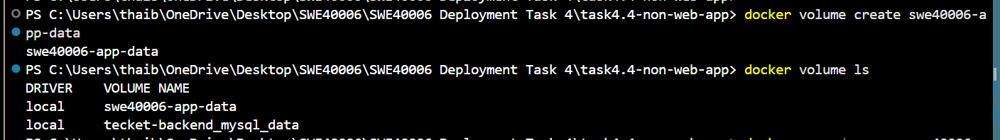 PS C:\Users\thaib\OneDrive\Desktop\SWE40006\SWE40006 Deployment Task 4\task4.4-non-web-app> docker volume create swe40006-a
pp-data
swe40006-app-data
PS C:\Users\thaib\OneDrive\Desktop\SWE40006\SWE40006 Deployment Task 4\task4.4-non-web-app> docker volume ls
DRIVER    VOLUME NAME
local     swe40006-app-data
local     tecket-backend_mysql_data